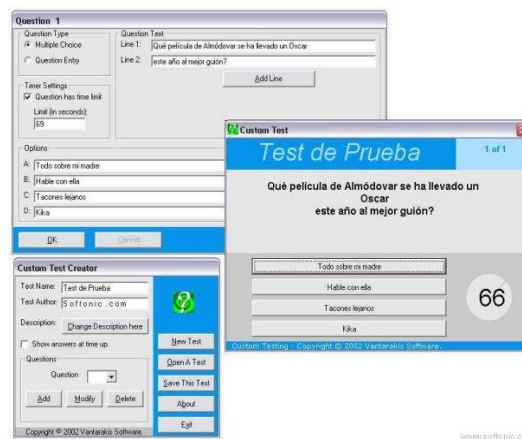 Question 1
Question Type
Multiple Choice
Question Entry
Timer Settings
Question has time limit
Limit (in seconds):
69
Question Text
Line 1: Qué película de Almódovar se ha llevado un Oscar
Line 2: este año al mejor guión?
Add Line
Options
A: Todo sobre mi madre
B: Hable con ella
C: Tacones lejanos
D: Kika
OK
Cancel
Custom Test
Test de Prueba
1 of 1
Qué película de Almódovar se ha llevado un
Oscar
este año al mejor guión?
Todo sobre mi madre
Hable con ella
Tacones lejanos
Kika
66
Custom Testing - Copyright © 2002 Vantarakis Software.
Custom Test Creator
Test Name: Test de Prueba
Test Author: Softonic.com
Description: Change Description here
Show answers at time up
Questions
Question
Add Modify Delete
New Test
Open A Test
Save This Test
About
Exit
Copyright © 2002 Vantarakis Software.